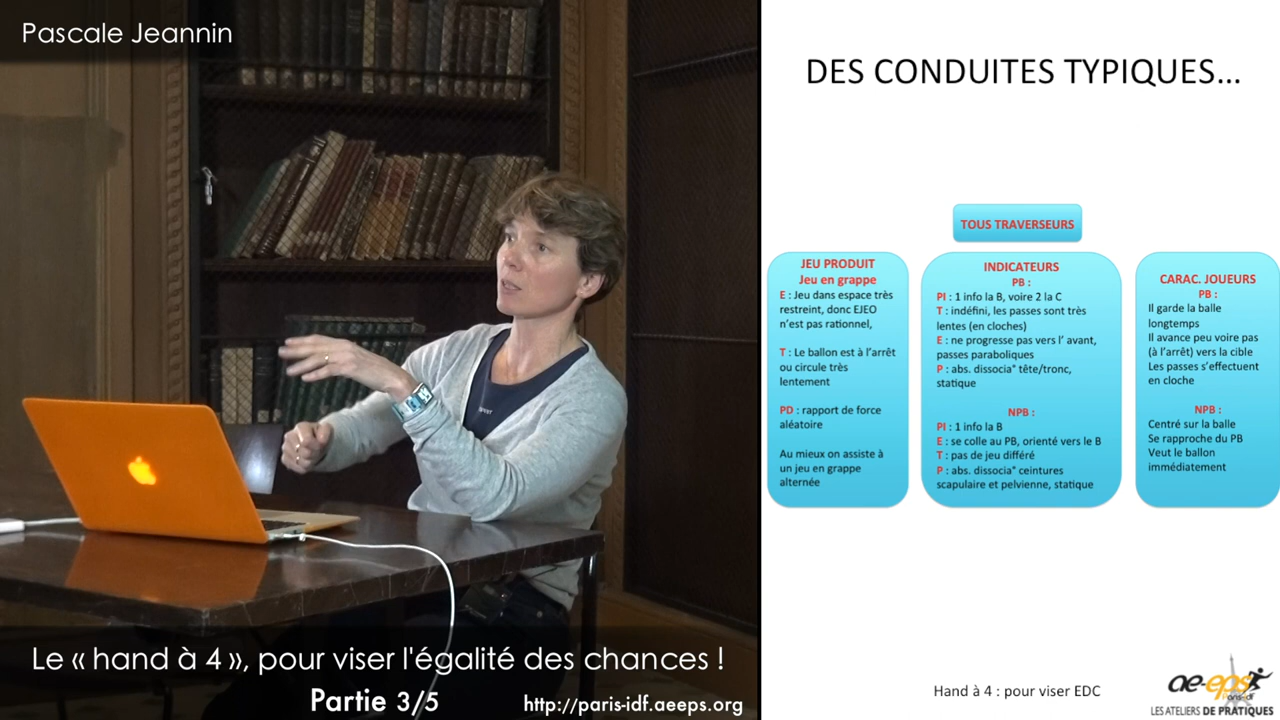 Pascale Jeannin
Le « hand à 4 », pour viser l'égalité des chances !
Partie 3/5
http://paris-idf.aeeps.org
DES CONDUITES TYPIQUES...
TOUS TRAVERSEURS
JEU PRODUIT
Jeu en grappe
E : Jeu dans espace très
restreint, donc EJEO
n'est pas rationnel,
T : Le ballon est à l'arrêt
ou circule très
lentement
PD : rapport de force
aléatoire
Au mieux on assiste à
un jeu en grappe
alternée
INDICATEURS
PB :
PI : 1 info la B, voire 2 la C
T : indéfini, les passes sont très
lentes (en cloches)
E : ne progresse pas vers l' avant,
passes paraboliques
P : abs. dissocia° tête/tronc,
statique
NPB :
PI : 1 info la B
E : se colle au PB, orienté vers le B
T : pas de jeu différé
P : abs. dissocia° ceintures
scapulaire et pelvienne, statique
CARAC. JOUEURS
PB :
Il garde la balle
longtemps
Il avance peu voire pas
(à l'arrêt) vers la cible
Les passes s'effectuent
en cloche
NPB :
Centré sur la balle
Se rapproche du PB
Veut le ballon
immédiatement
Hand à 4 : pour viser EDC
ae-eps
Paris-idf
LES ATELIERS DE PRATIQUES